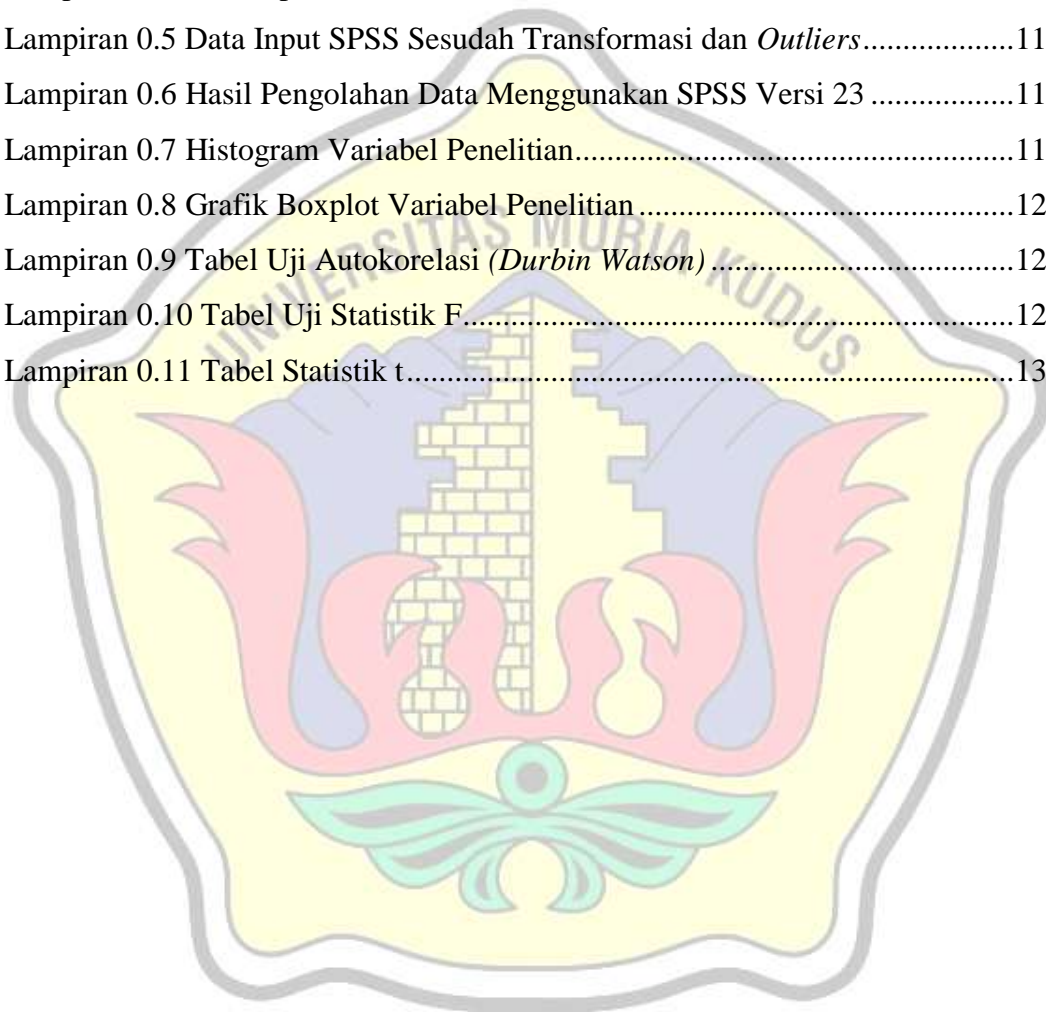 Lampiran 0.5 Data Input SPSS Sesudah Transformasi dan Outliers..................11
Lampiran 0.6 Hasil Pengolahan Data Menggunakan SPSS Versi 23 .................11
Lampiran 0.7 Histogram Variabel Penelitian.....................................................11
Lampiran 0.8 Grafik Boxplot Variabel Penelitian .............................................12
Lampiran 0.9 Tabel Uji Autokorelasi (Durbin Watson) ....................................12
Lampiran 0.10 Tabel Uji Statistik F..................................................................12
Lampiran 0.11 Tabel Statistik t.........................................................................13
UNIVERSITAS MURIA KUDUS